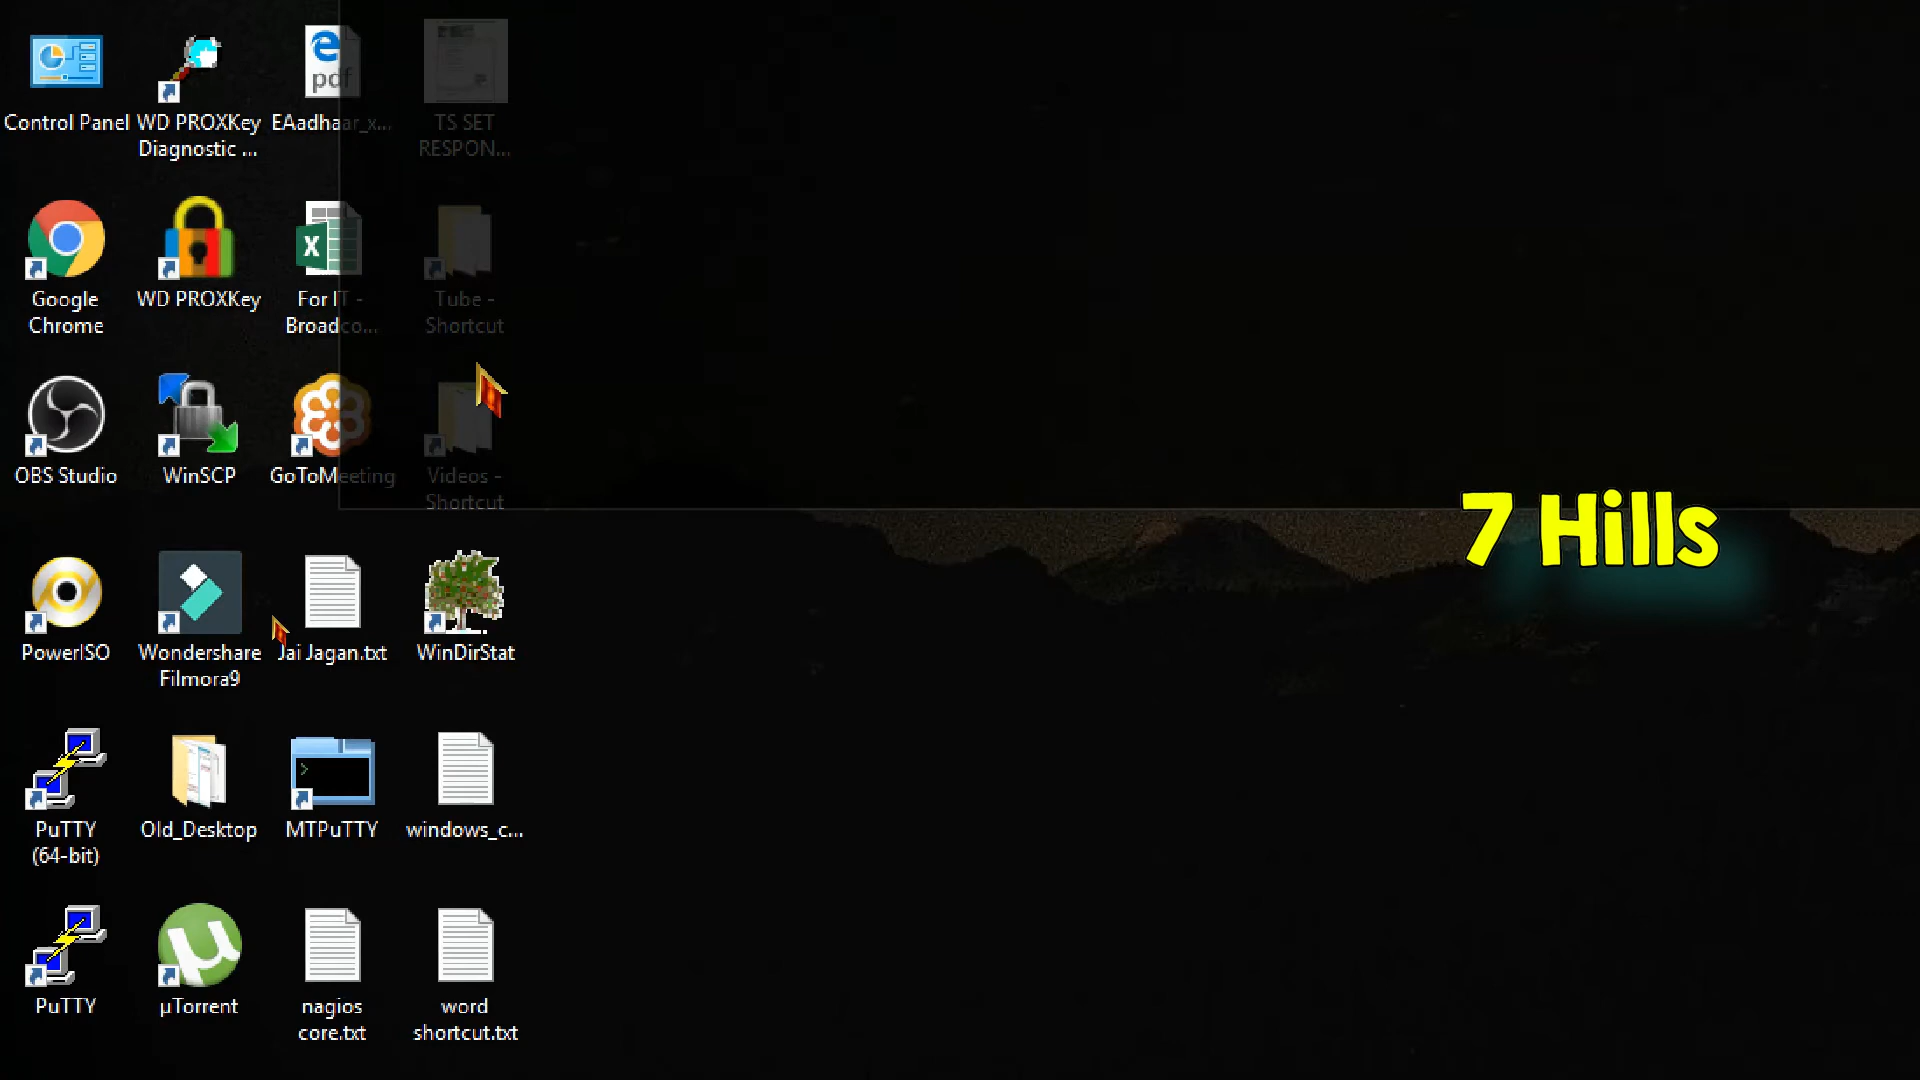 Control Panel
WD PROXKey
Diagnostic ...
EAadhaar_x...
pdf
TS SET
RESPON...
Google
Chrome
WD PROXKey
For IT -
Broadco...
X
Tube -
Shortcut
OBS Studio
WinSCP
GoToMeeting
Videos -
Shortcut
7 Hills
PowerISO
Wondershare
Filmora9
Jai Jagan.txt
WinDirStat
PuTTY
(64-bit)
Old_Desktop
MTPuTTY
windows_c...
PuTTY
µTorrent
nagios
core.txt
word
shortcut.txt